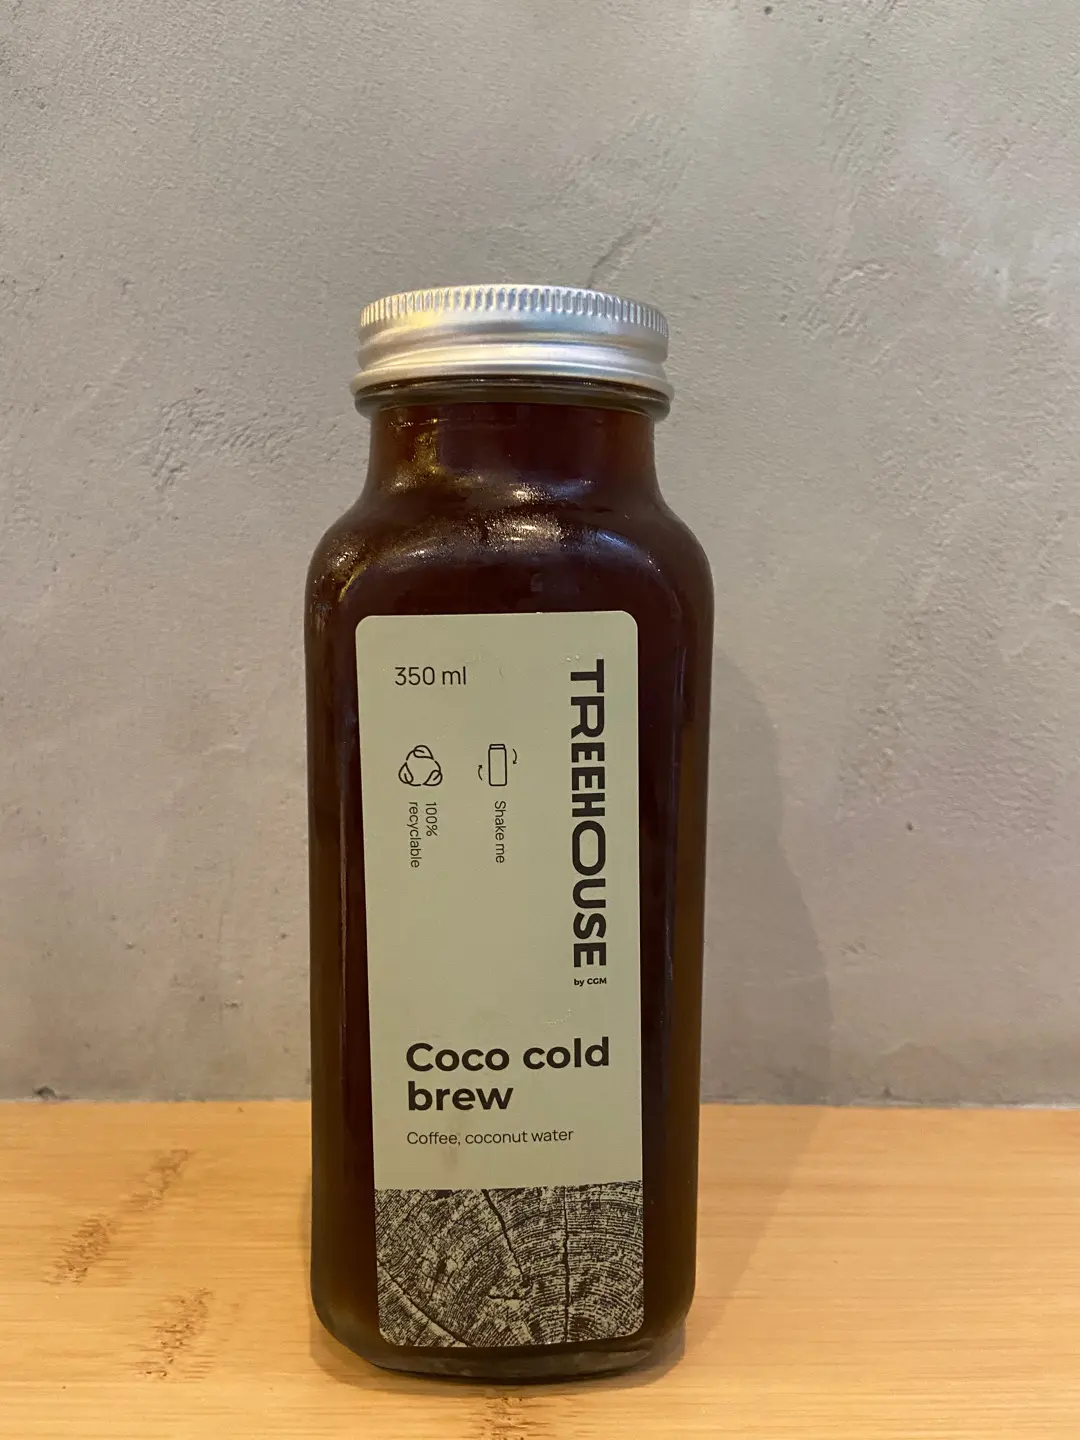 350 ml
TREEHOUSE
by CGM
Shake me
100%
recyclable
Coco cold
brew
Coffee, coconut water